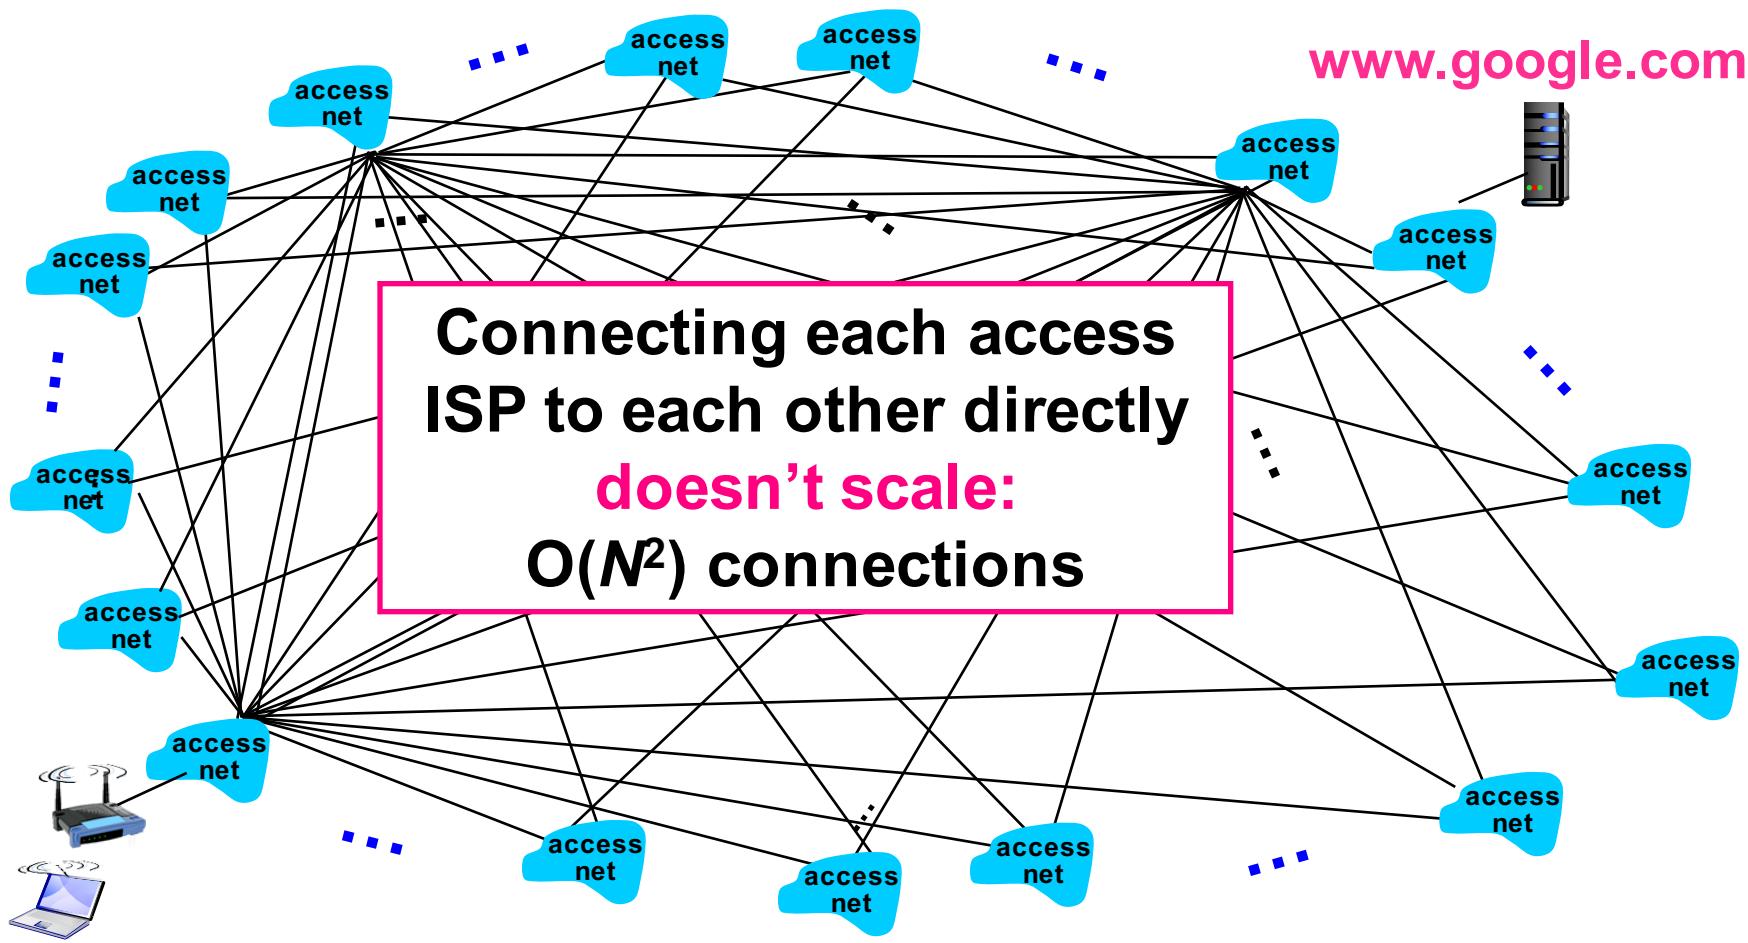 access
net
access
net
www.google.com
access
net
access
net
access
net
access
net
access
net
access
net
Connecting each access
ISP to each other directly
doesn’t scale:
O(N²) connections
access
net
access
net
access
net
access
net
access
net
access
net
access
net
access
net
access
net